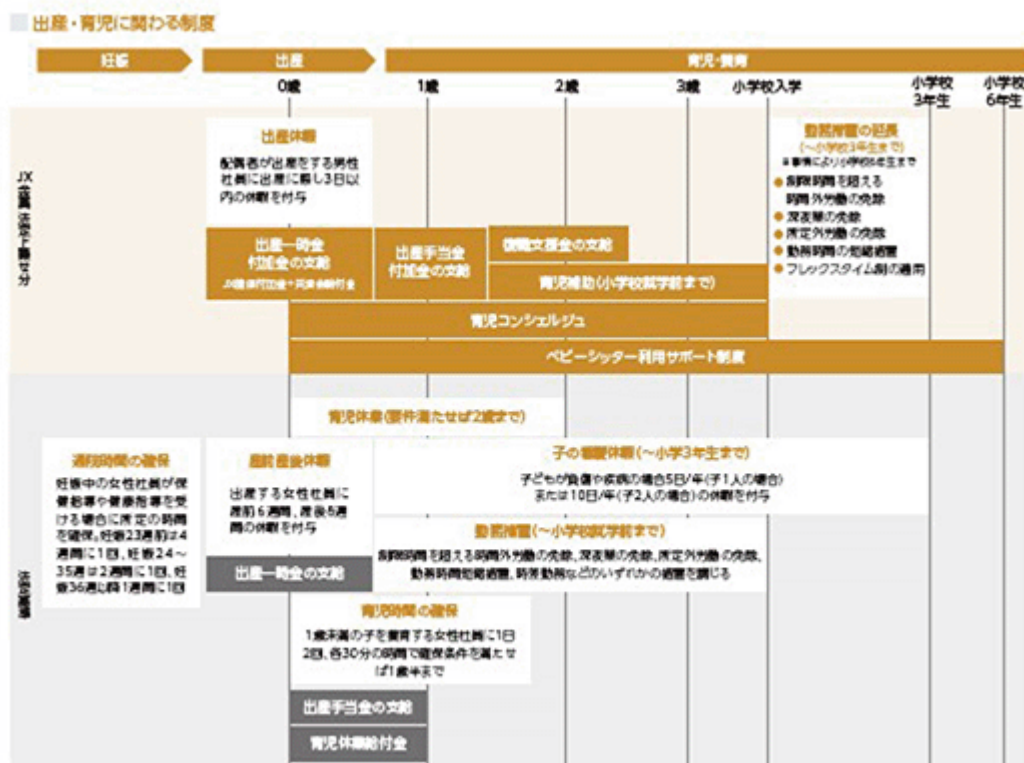 出産・育児に関わる制度
妊娠
出産
育児・養育
0歳
1歳
2歳
3歳
小学校入学
小学校
3年生
小学校
6年生
JX金属 法定上乗せ分
出産休暇
配偶者が出産をする男性
社員に出産に際し3日以
内の休暇を付与
出産一時金
付加金の支給
出産手当金
付加金の支給
復職支援金の支給
育児補助(小学校就学前まで)
育児コンシェルジュ
ベビーシッター利用サポート制度
勤務措置の延長
(～小学校3年生まで)
※事情により小学校6年生まで
●制限時間を超える
時間外労働の免除
●深夜業の免除
●所定外労働の免除
●勤務時間の短縮措置
●フレックスタイム制の適用
法定基準
育児休業(要件満たせば2歳まで)
通院時間の確保
妊娠中の女性社員が保
健指導や健康指導を受
ける場合に所定の時間
を確保。妊娠23週前は4
週間に1回、妊娠24～
35週は2週間に1回、妊
娠36週以降1週間に1回
産前産後休暇
出産する女性社員に
産前6週間、産後8週
間の休暇を付与
出産一時金の支給
子の看護休暇(～小学3年生まで)
子どもが負傷や疾病の場合5日/年(子1人の場合)
または10日/年(子2人の場合)の休暇を付与
勤務措置(～小学校就学前まで)
制限時間を超える時間外労働の免除、深夜業の免除、所定外労働の免除、
勤務時間短縮措置、時差勤務などのいずれかの措置を講じる
育児時間の確保
1歳未満の子を養育する女性社員に1日
2回、各30分の時間で確保条件を満たせ
ば1歳半まで
出産手当金の支給
育児休業給付金